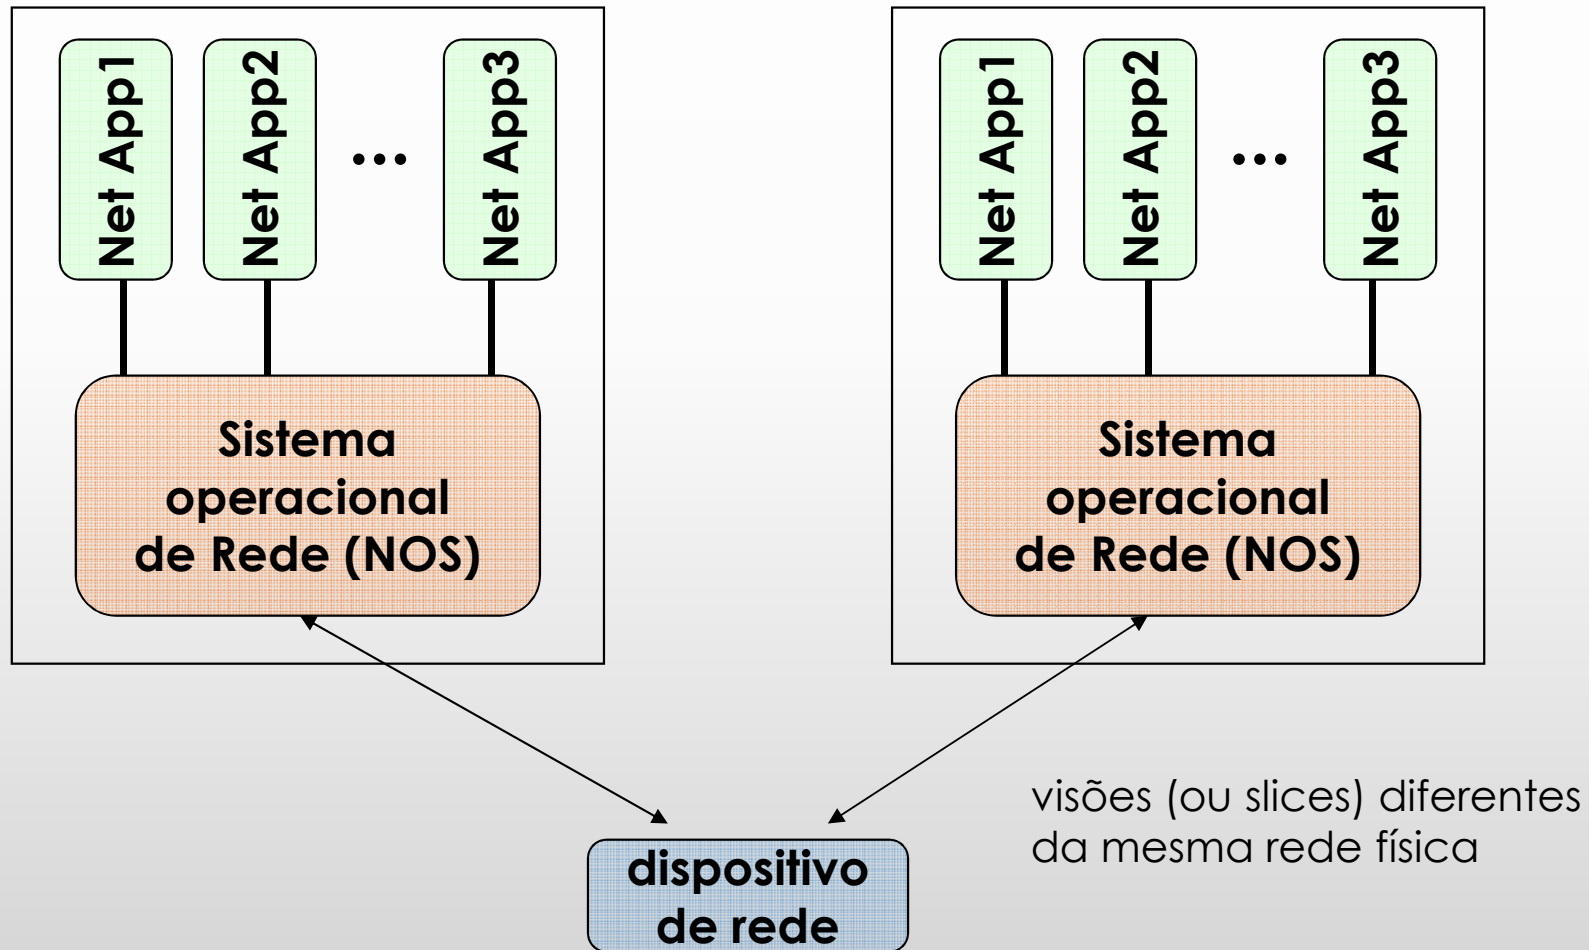 Net App1
Net App2
...
Net App3
Net App1
Net App2
...
Net App3
Sistema
operacional
de Rede (NOS)
Sistema
operacional
de Rede (NOS)
visões (ou slices) diferentes
da mesma rede física
dispositivo
de rede